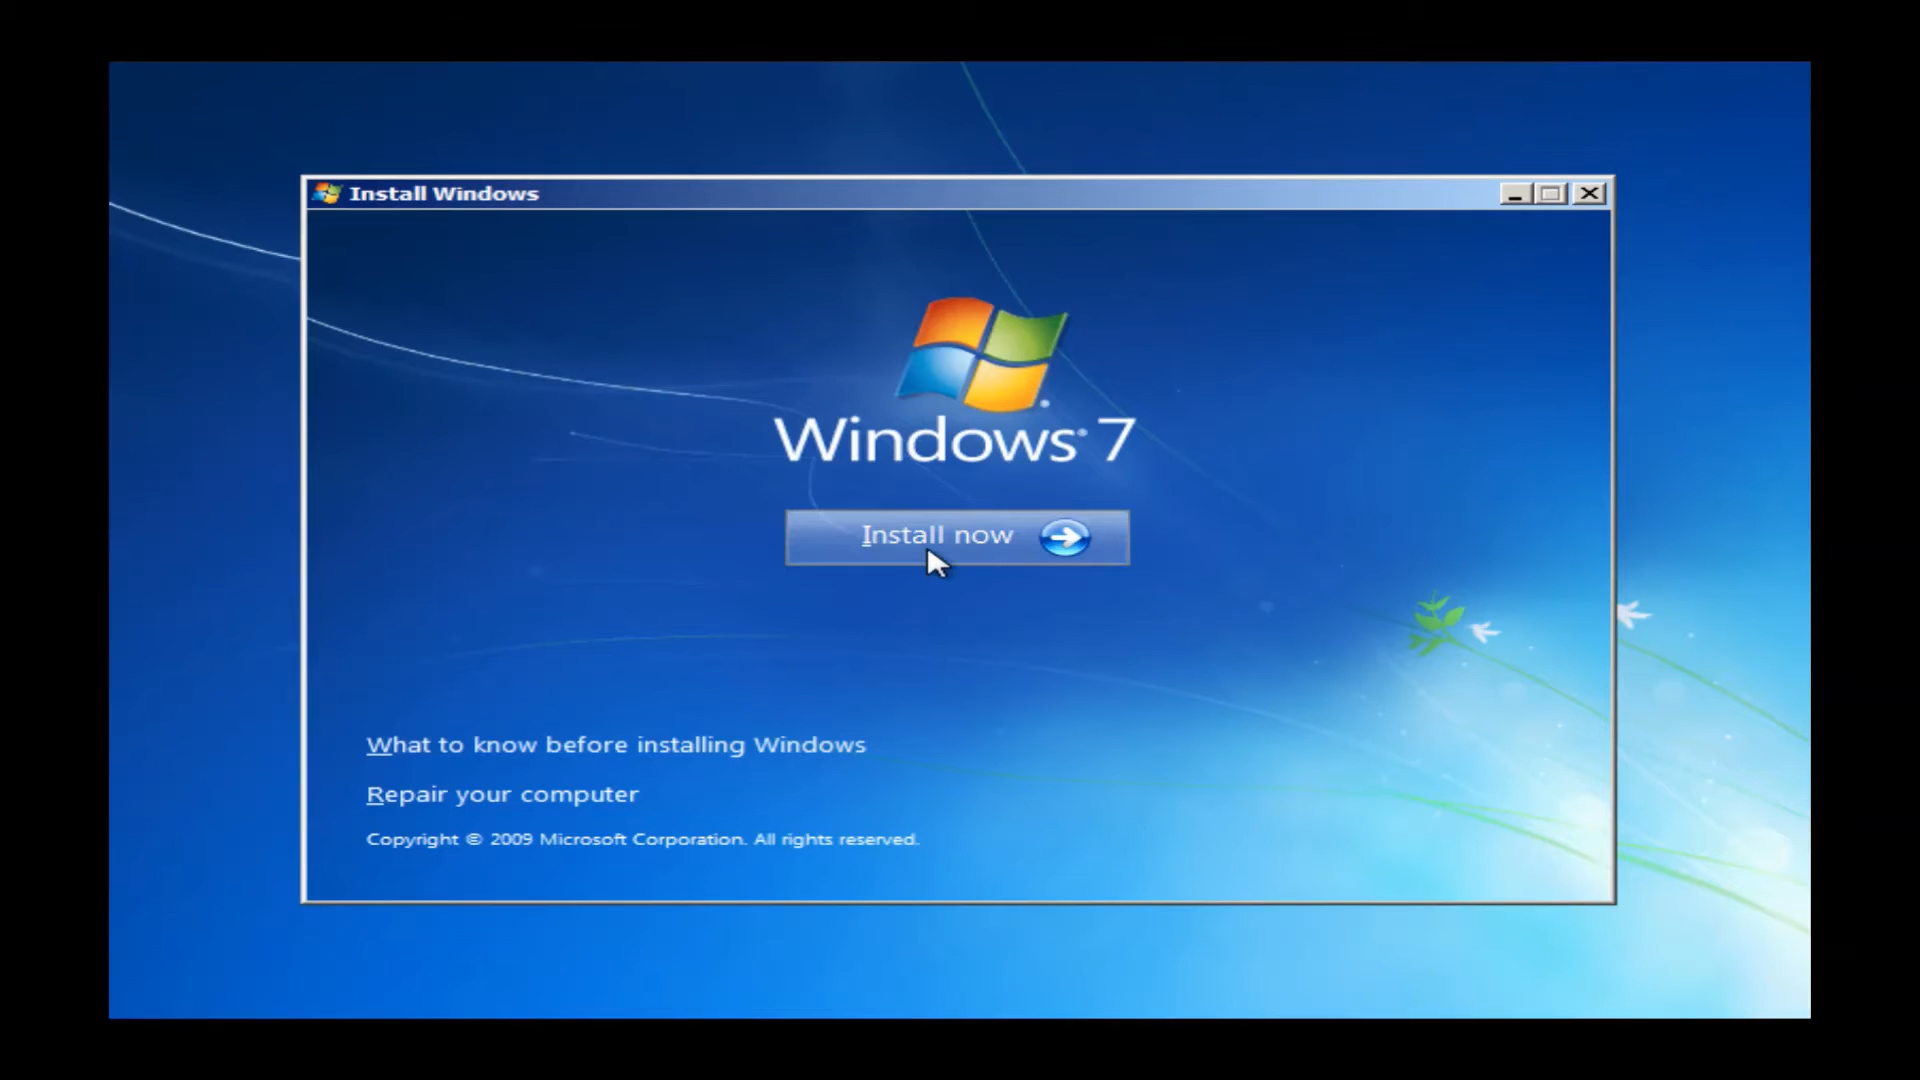 Install Windows
Windows® 7
Install now
What to know before installing Windows
Repair your computer
Copyright © 2009 Microsoft Corporation. All rights reserved.